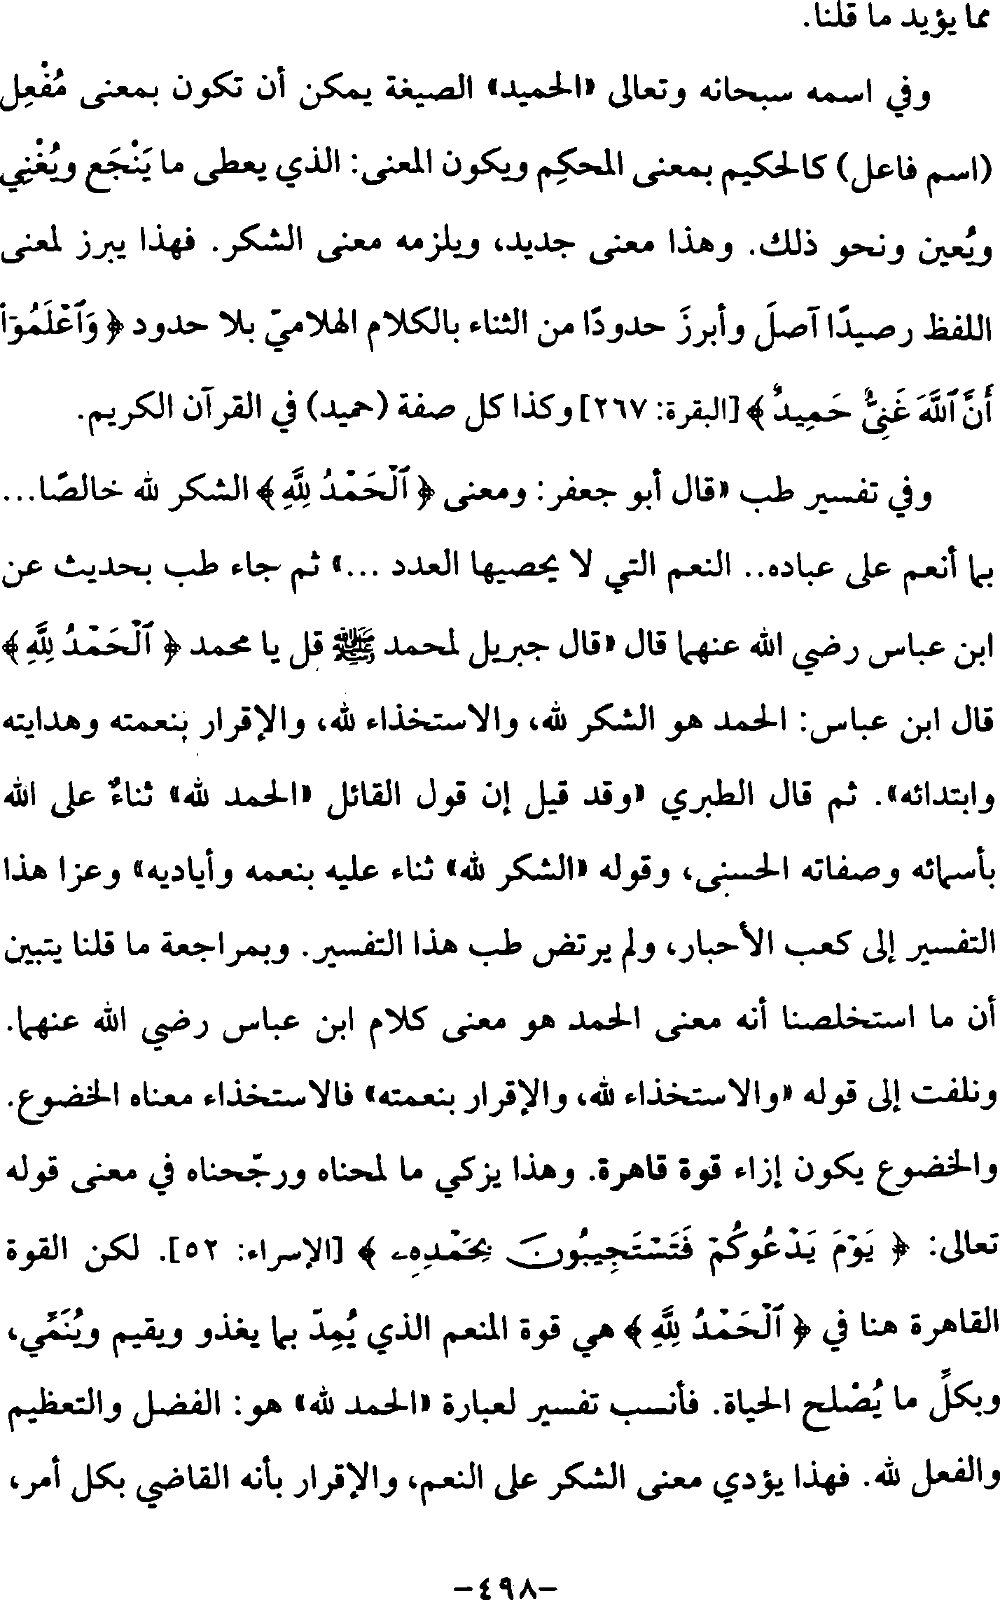 مما يؤيد ما قلنا.
وفي اسمه سبحانه وتعالى «الحميد» الصيغة يمكن أن تكون بمعنى مُفْعِل
(اسم فاعل) كالحكيم بمعنى المحكِم ويكون المعنى: الذي يعطى ما يَنْجَع ويُغْنِي
ويُعين ونحو ذلك. وهذا معنى جديد، ويلزمه معنى الشكر. فهذا يبرز لمعنى
اللفظ رصيدًا آصلَ وأبرزَ حدودًا من الثناء بالكلام الهلاميّ بلا حدود ﴿ وَٱعْلَمُوٓا۟
أَنَّ ٱللَّهَ غَنِىٌّ حَمِيدٌ ﴾ [البقرة: ٢٦٧] وكذا كل صفة (حميد) في القرآن الكريم.
وفي تفسير طب «قال أبو جعفر: ومعنى ﴿ ٱلْحَمْدُ لِلَّهِ ﴾ الشكر لله خالصًا...
بما أنعم على عباده.. النعم التي لا يحصيها العدد ...» ثم جاء طب بحديث عن
ابن عباس رضي الله عنهما قال «قال جبريل لمحمد ﷺ قل يا محمد ﴿ ٱلْحَمْدُ لِلَّهِ ﴾
قال ابن عباس: الحمد هو الشكر لله، والاستخذاء لله، والإقرار بنعمته وهدايته
وابتدائه». ثم قال الطبري «وقد قيل إن قول القائل «الحمد لله» ثناءٌ على الله
بأسمائه وصفاته الحسنى، وقوله «الشكر لله» ثناء عليه بنعمه وأياديه» وعزا هذا
التفسير إلى كعب الأحبار، ولم يرتض طب هذا التفسير. وبمراجعة ما قلنا يتبين
أن ما استخلصنا أنه معنى الحمد هو معنى كلام ابن عباس رضي الله عنهما.
ونلفت إلى قوله «والاستخذاء لله، والإقرار بنعمته» فالاستخذاء معناه الخضوع.
والخضوع يكون إزاء قوة قاهرة. وهذا يزكي ما لمحناه ورجّحناه في معنى قوله
تعالى: ﴿ يَوْمَ يَدْعُوكُمْ فَتَسْتَجِيبُونَ بِحَمْدِهِۦ ﴾ [الإسراء: ٥٢]. لكن القوة
القاهرة هنا في ﴿ ٱلْحَمْدُ لِلَّهِ ﴾ هي قوة المنعم الذي يُمِدّ بما يغذو ويقيم ويُنَمِّي،
وبكلِّ ما يُصْلح الحياة. فأنسب تفسير لعبارة «الحمد لله» هو: الفضل والتعظيم
والفعل لله. فهذا يؤدي معنى الشكر على النعم، والإقرار بأنه القاضي بكل أمر،
-٤٩٨-